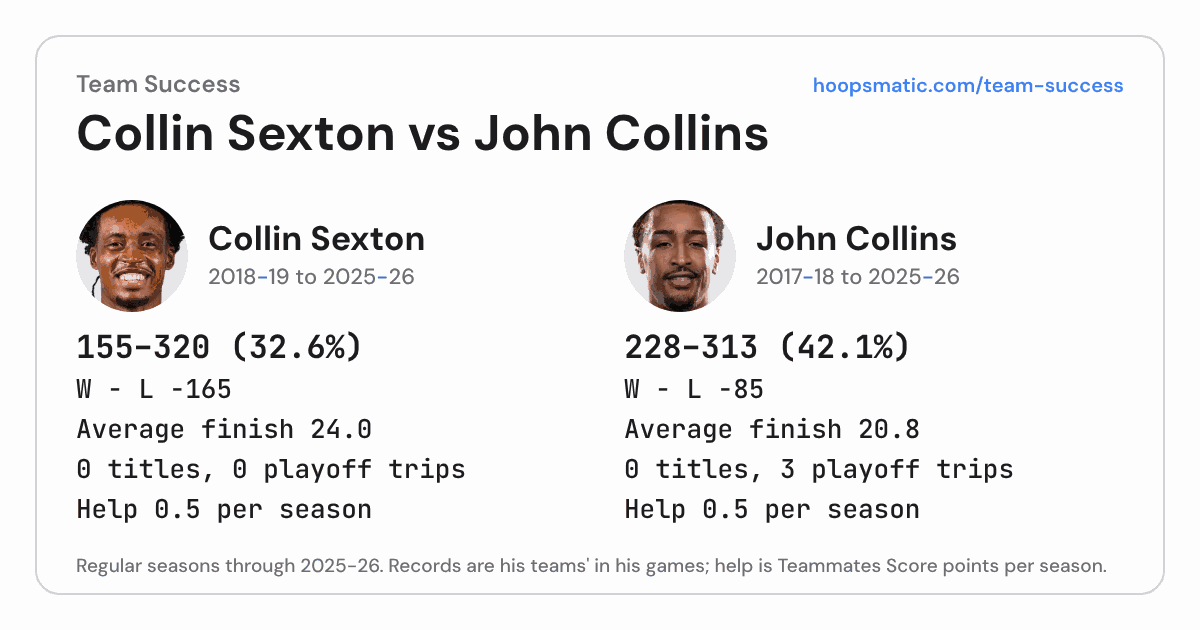 Team Success
hoopsmatic.com/team-success
Collin Sexton vs John Collins
Collin Sexton
2018-19 to 2025-26
155-320 (32.6%)
W - L -165
Average finish 24.0
0 titles, 0 playoff trips
Help 0.5 per season
John Collins
2017-18 to 2025-26
228-313 (42.1%)
W - L -85
Average finish 20.8
0 titles, 3 playoff trips
Help 0.5 per season
Regular seasons through 2025-26. Records are his teams' in his games; help is Teammates Score points per season.